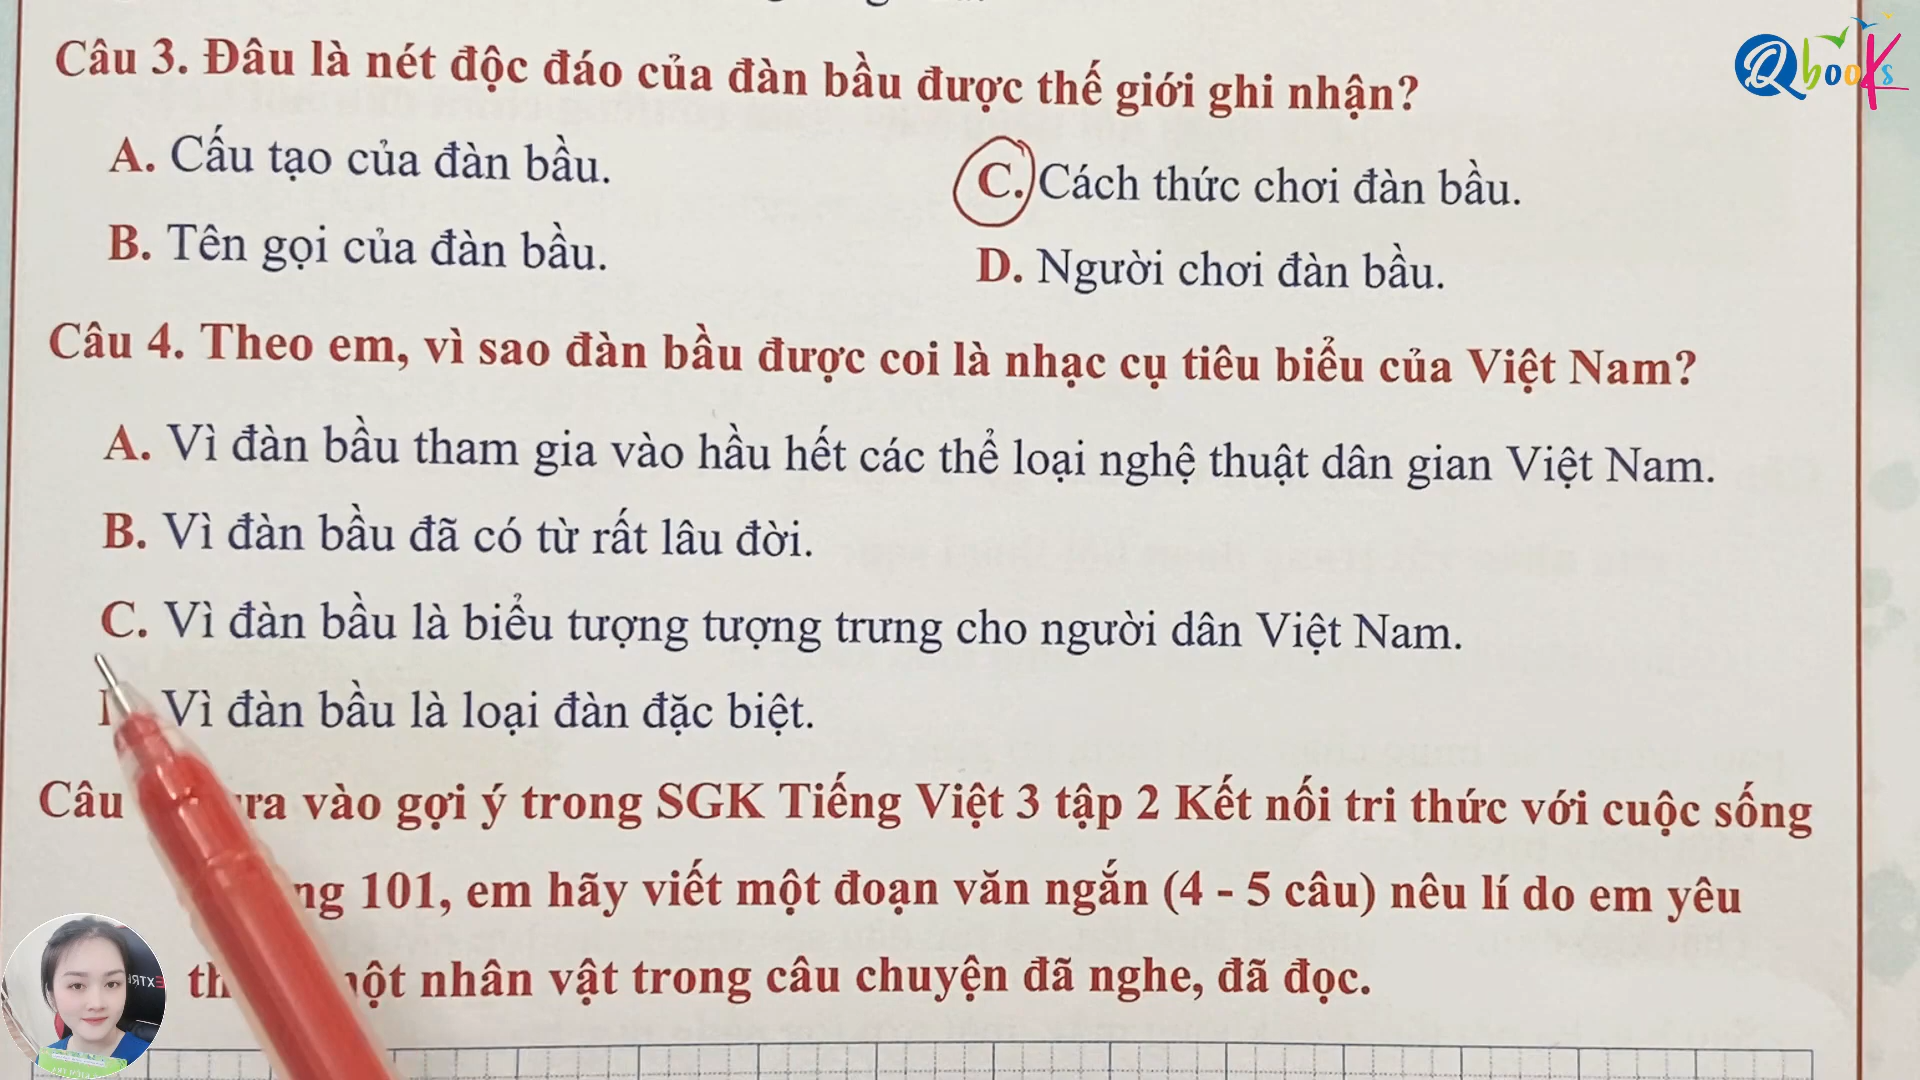 Qbooks
Câu 3. Đâu là nét độc đáo của đàn bầu được thế giới ghi nhận?
A. Cấu tạo của đàn bầu.
C. Cách thức chơi đàn bầu.
B. Tên gọi của đàn bầu.
D. Người chơi đàn bầu.
Câu 4. Theo em, vì sao đàn bầu được coi là nhạc cụ tiêu biểu của Việt Nam?
A. Vì đàn bầu tham gia vào hầu hết các thể loại nghệ thuật dân gian Việt Nam.
B. Vì đàn bầu đã có từ rất lâu đời.
C. Vì đàn bầu là biểu tượng tượng trưng cho người dân Việt Nam.
Vì đàn bầu là loại đàn đặc biệt.
Câu vào gợi ý trong SGK Tiếng Việt 3 tập 2 Kết nối tri thức với cuộc sống
101, em hãy viết một đoạn văn ngắn (4 - 5 câu) nêu lí do em yêu
nhân vật trong câu chuyện đã nghe, đã đọc.